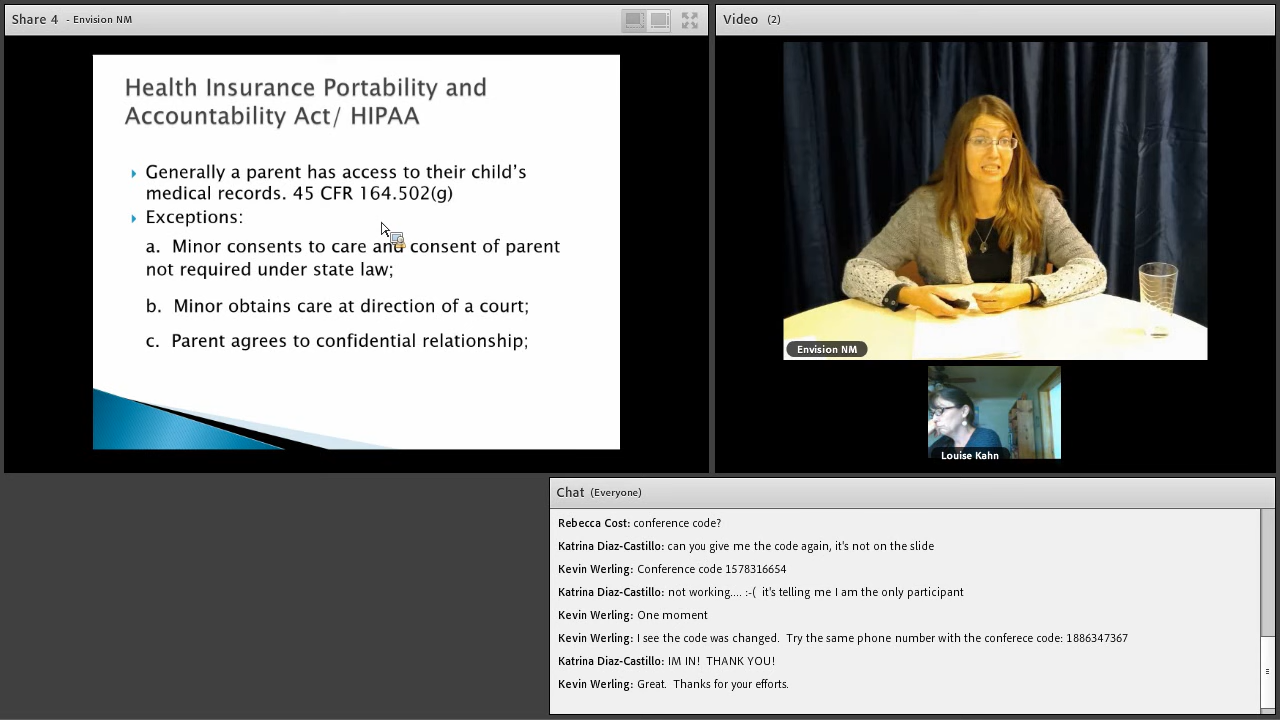 Share 4 - Envision NM
Health Insurance Portability and
Accountability Act/ HIPAA
Generally a parent has access to their child's
medical records. 45 CFR 164.502(g)
Exceptions:
a. Minor consents to care and consent of parent
not required under state law;
b. Minor obtains care at direction of a court;
c. Parent agrees to confidential relationship;
Video (2)
Envision NM
Louise Kahn
Chat (Everyone)
Rebecca Cost: conference code?
Katrina Diaz-Castillo: can you give me the code again, it's not on the slide
Kevin Werling: Conference code 1578316654
Katrina Diaz-Castillo: not working.... :-( it's telling me I am the only participant
Kevin Werling: One moment
Kevin Werling: I see the code was changed. Try the same phone number with the conferece code: 1886347367
Katrina Diaz-Castillo: IM IN! THANK YOU!
Kevin Werling: Great. Thanks for your efforts.